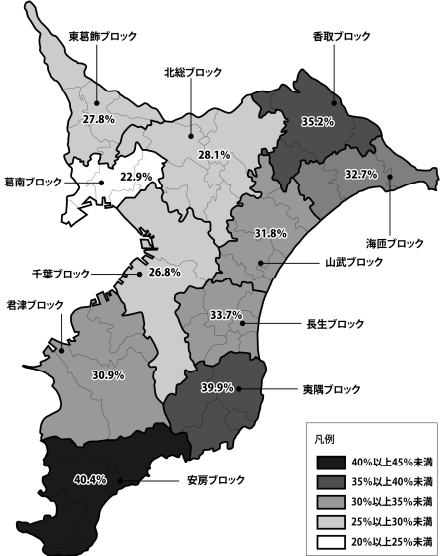 東葛飾ブロック
香取ブロック
北総ブロック
27.8%
35.2%
28.1%
22.9%
32.7%
葛南ブロック
31.8%
海匝ブロック
山武ブロック
千葉ブロック
26.8%
君津ブロック
33.7%
長生ブロック
30.9%
39.9%
夷隅ブロック
40.4%
安房ブロック
凡例
40%以上45%未満
35%以上40%未満
30%以上35%未満
25%以上30%未満
20%以上25%未満